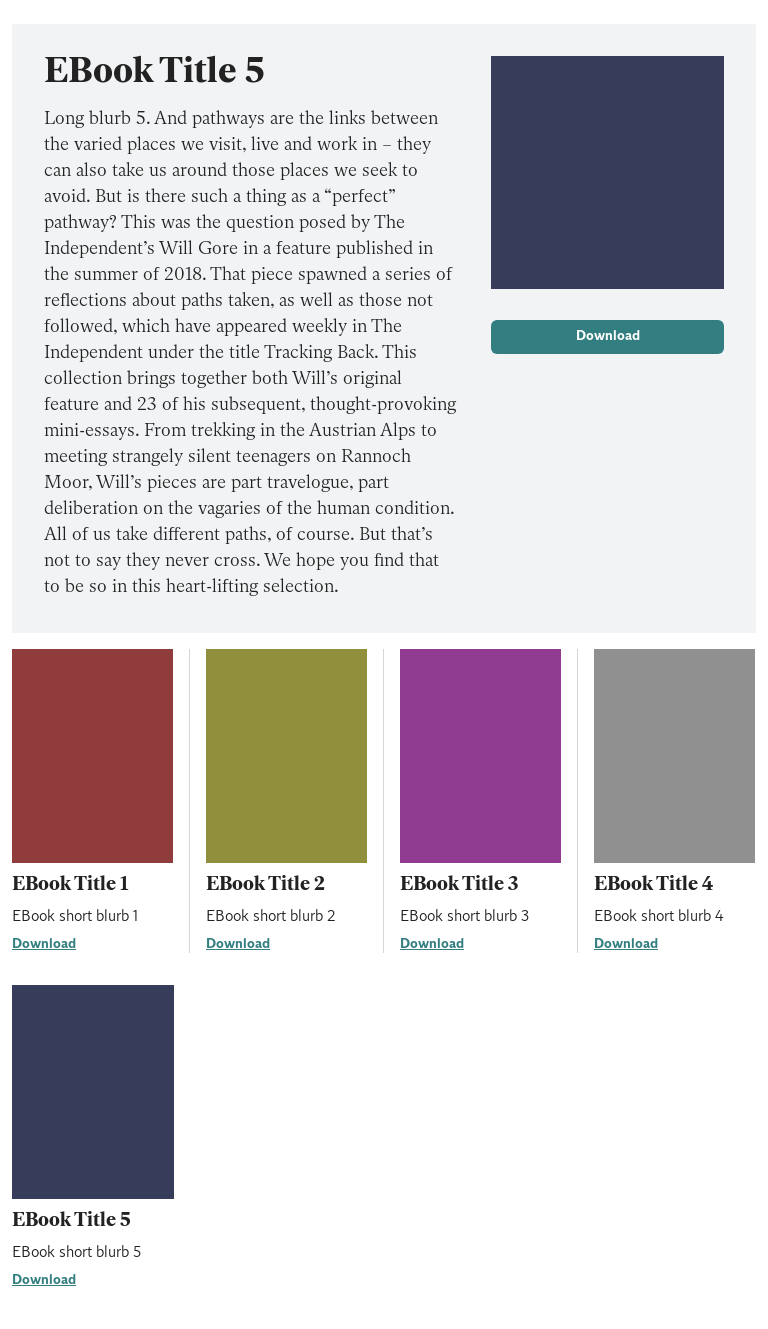 EBook Title 5
Long blurb 5. And pathways are the links between
the varied places we visit, live and work in – they
can also take us around those places we seek to
avoid. But is there such a thing as a “perfect”
pathway? This was the question posed by The
Independent’s Will Gore in a feature published in
the summer of 2018. That piece spawned a series of
reflections about paths taken, as well as those not
followed, which have appeared weekly in The
Independent under the title Tracking Back. This
collection brings together both Will’s original
feature and 23 of his subsequent, thought-provoking
mini-essays. From trekking in the Austrian Alps to
meeting strangely silent teenagers on Rannoch
Moor, Will’s pieces are part travelogue, part
deliberation on the vagaries of the human condition.
All of us take different paths, of course. But that’s
not to say they never cross. We hope you find that
to be so in this heart-lifting selection.
Download
EBook Title 1
EBook short blurb 1
Download
EBook Title 2
EBook short blurb 2
Download
EBook Title 3
EBook short blurb 3
Download
EBook Title 4
EBook short blurb 4
Download
EBook Title 5
EBook short blurb 5
Download